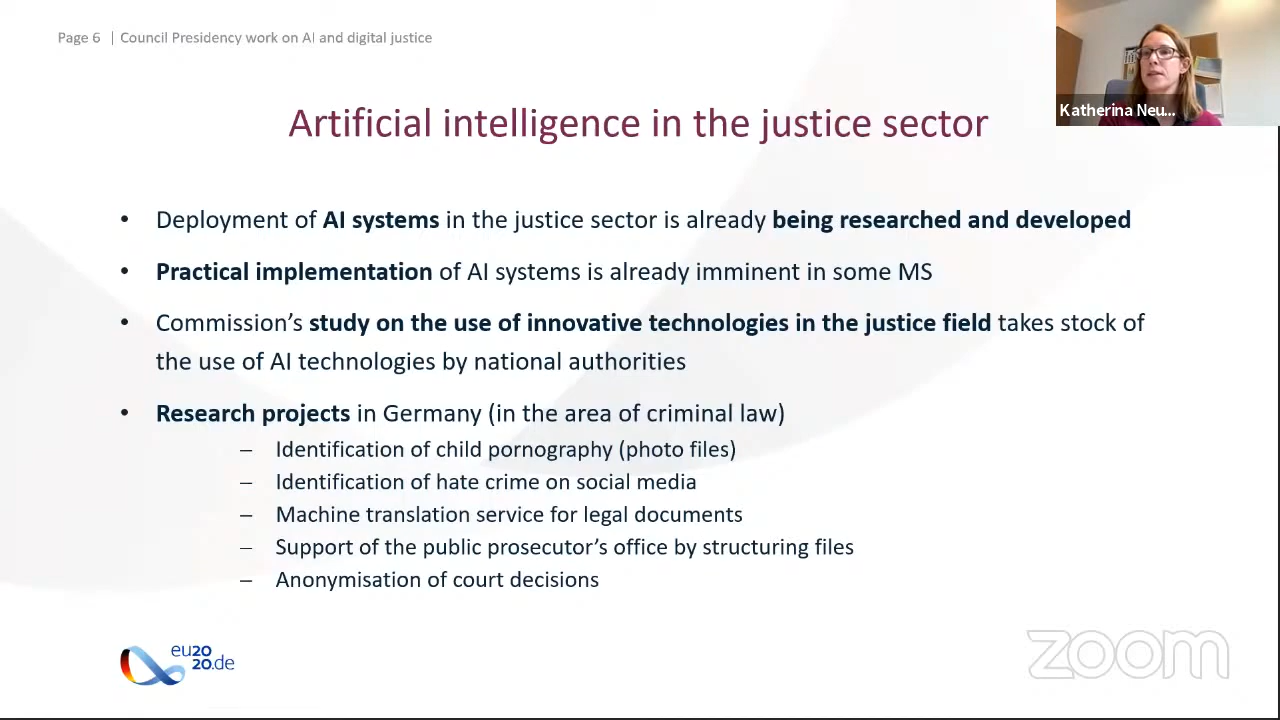 Page 6 | Council Presidency work on AI and digital justice
Katherina Neu...
Artificial intelligence in the justice sector
• Deployment of AI systems in the justice sector is already being researched and developed
• Practical implementation of AI systems is already imminent in some MS
• Commission's study on the use of innovative technologies in the justice field takes stock of
the use of AI technologies by national authorities
• Research projects in Germany (in the area of criminal law)
– Identification of child pornography (photo files)
– Identification of hate crime on social media
– Machine translation service for legal documents
– Support of the public prosecutor's office by structuring files
– Anonymisation of court decisions
eu20
20.de
zoom